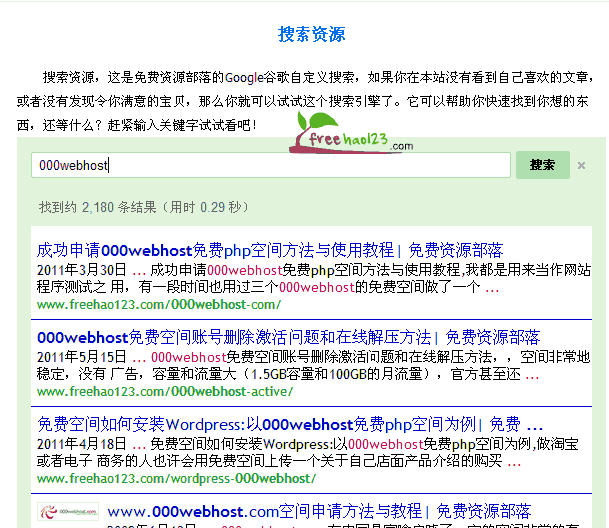 搜索资源
搜索资源，这是免费资源部落的Google谷歌自定义搜索，如果你在本站没有看到自己喜欢的文章，
或者没有发现令你满意的宝贝，那么你就可以试试这个搜索引擎了。它可以帮助你快速找到你想的东
西，还等什么？赶紧输入关键字试试看吧！
freehao123.com
000webhost 搜索 ×
找到约 2,180 条结果（用时 0.29 秒）
成功申请000webhost免费php空间方法与使用教程| 免费资源部落
2011年3月30日 ... 成功申请000webhost免费php空间方法与使用教程,我都是用来当作网站
程序测试之 用，有一段时间也用过三个000webhost的免费空间做了一个 ...
www.freehao123.com/000webhost-com/
000webhost免费空间账号删除激活问题和在线解压方法| 免费资源部落
2011年5月15日 ... 000webhost免费空间账号删除激活问题和在线解压方法，，空间非常地
稳定，没有 广告，容量和流量大（1.5GB容量和100GB的月流量），官方甚至还 ...
www.freehao123.com/000webhost-active/
免费空间如何安装Wordpress:以000webhost免费php空间为例| 免费 ...
2011年4月18日 ... 免费空间如何安装Wordpress:以000webhost免费php空间为例,做淘宝
或者电子 商务的人也许会用免费空间上传一个关于自己店面产品介绍的购买 ...
www.freehao123.com/wordpress-000webhost/
000webhost.com www.000webhost.com空间申请方法与教程| 免费资源部落